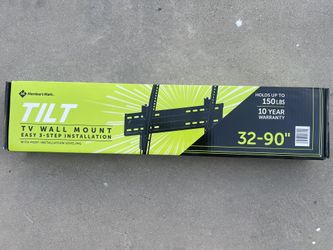 Member's Mark.
TILT
TV WALL MOUNT
EASY 3-STEP INSTALLATION
WITH POST-INSTALLATION LEVELING
HOLDS UP TO
150 LBS
10 YEAR
WARRANTY
32-90"